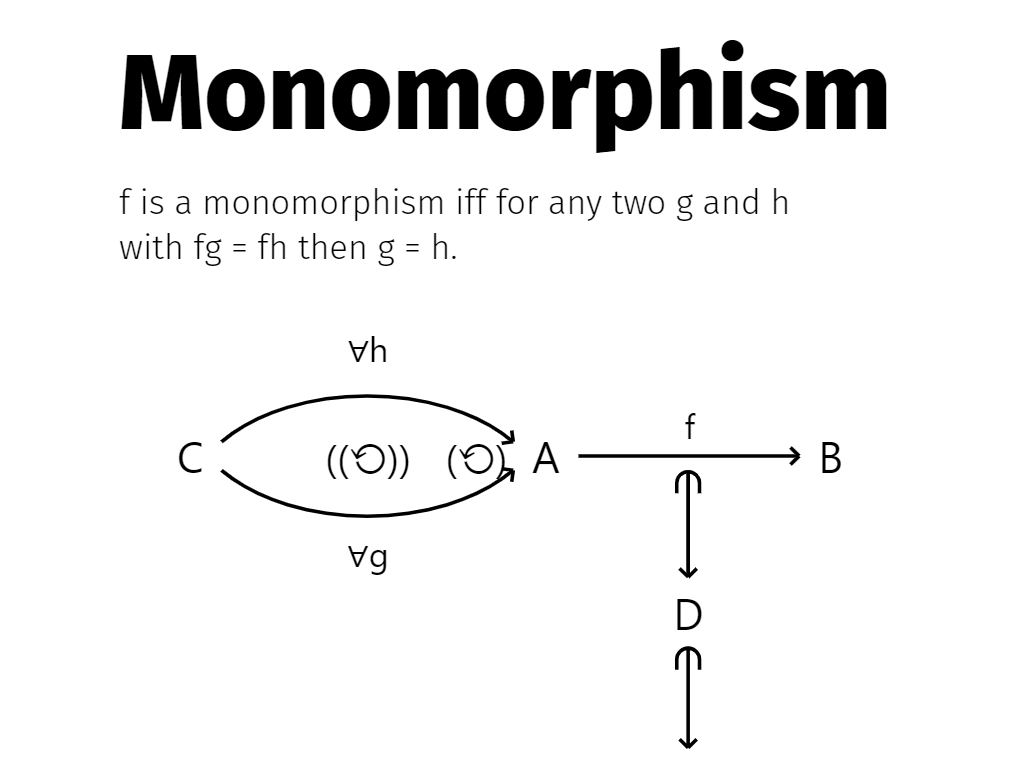 Monomorphism
f is a monomorphism iff for any two g and h
with fg = fh then g = h.
∀h
f
C ((↺)) (↺) A B
∀g
D